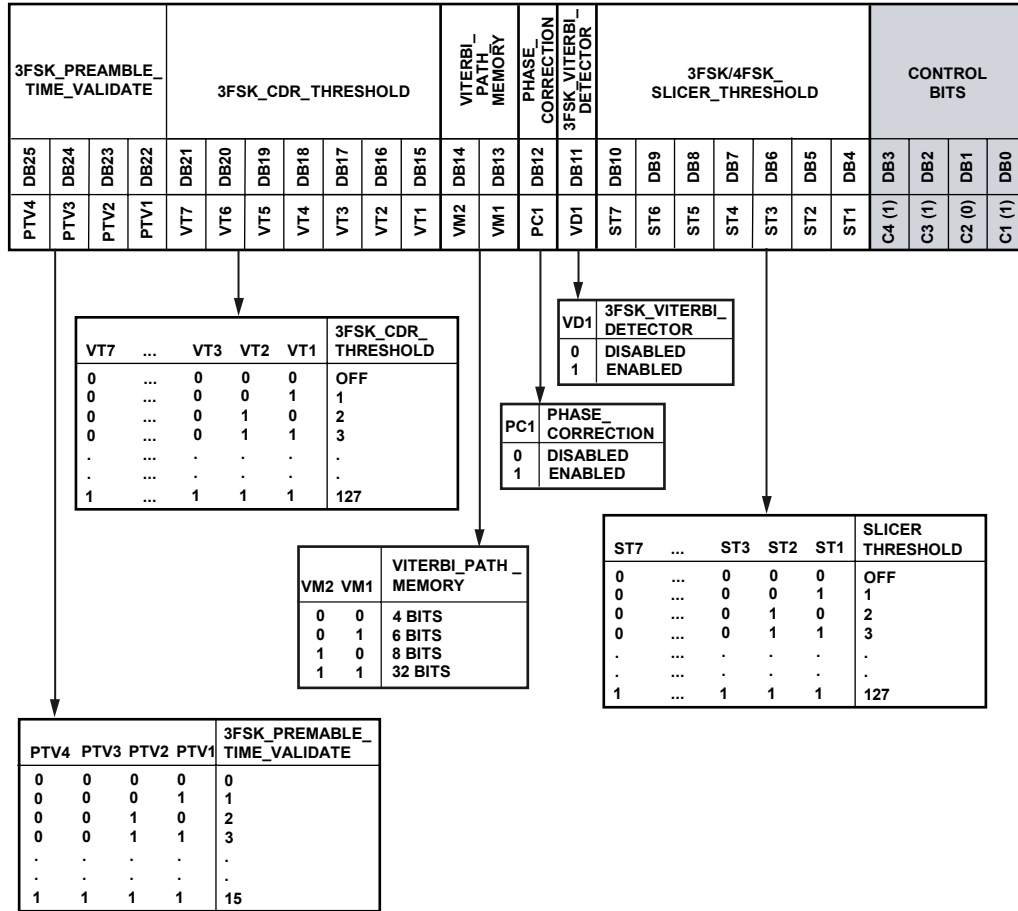 3FSK_PREAMBLE_
TIME_VALIDATE
3FSK_CDR_THRESHOLD
VITERBI_
PATH_
MEMORY
PHASE_
CORRECTION
3FSK_VITERBI_
DETECTOR
3FSK/4FSK_
SLICER_THRESHOLD
CONTROL
BITS
DB25 DB24 DB23 DB22 DB21 DB20 DB19 DB18 DB17 DB16 DB15 DB14 DB13 DB12 DB11 DB10 DB9 DB8 DB7 DB6 DB5 DB4 DB3 DB2 DB1 DB0
PTV4 PTV3 PTV2 PTV1 VT7 VT6 VT5 VT4 VT3 VT2 VT1 VM2 VM1 PC1 VD1 ST7 ST6 ST5 ST4 ST3 ST2 ST1 C4 (1) C3 (1) C2 (0) C1 (1)
VD1 3FSK_VITERBI_
DETECTOR
0 DISABLED
1 ENABLED
3FSK_CDR_
VT7 ... VT3 VT2 VT1 THRESHOLD
0 ... 0 0 0 OFF
0 ... 0 0 1 1
0 ... 0 1 0 2
0 ... 0 1 1 3
. ... . . . .
. ... . . . .
1 ... 1 1 1 127
PC1 PHASE_
CORRECTION
0 DISABLED
1 ENABLED
SLICER
ST7 ... ST3 ST2 ST1 THRESHOLD
0 ... 0 0 0 OFF
0 ... 0 0 1 1
0 ... 0 1 0 2
0 ... 0 1 1 3
. ... . . . .
. ... . . . .
1 ... 1 1 1 127
VITERBI_PATH _
VM2 VM1 MEMORY
0 0 4 BITS
0 1 6 BITS
1 0 8 BITS
1 1 32 BITS
3FSK_PREMABLE_
PTV4 PTV3 PTV2 PTV1 TIME_VALIDATE
0 0 0 0 0
0 0 0 1 1
0 0 1 0 2
0 0 1 1 3
. . . . .
. . . . .
1 1 1 1 15